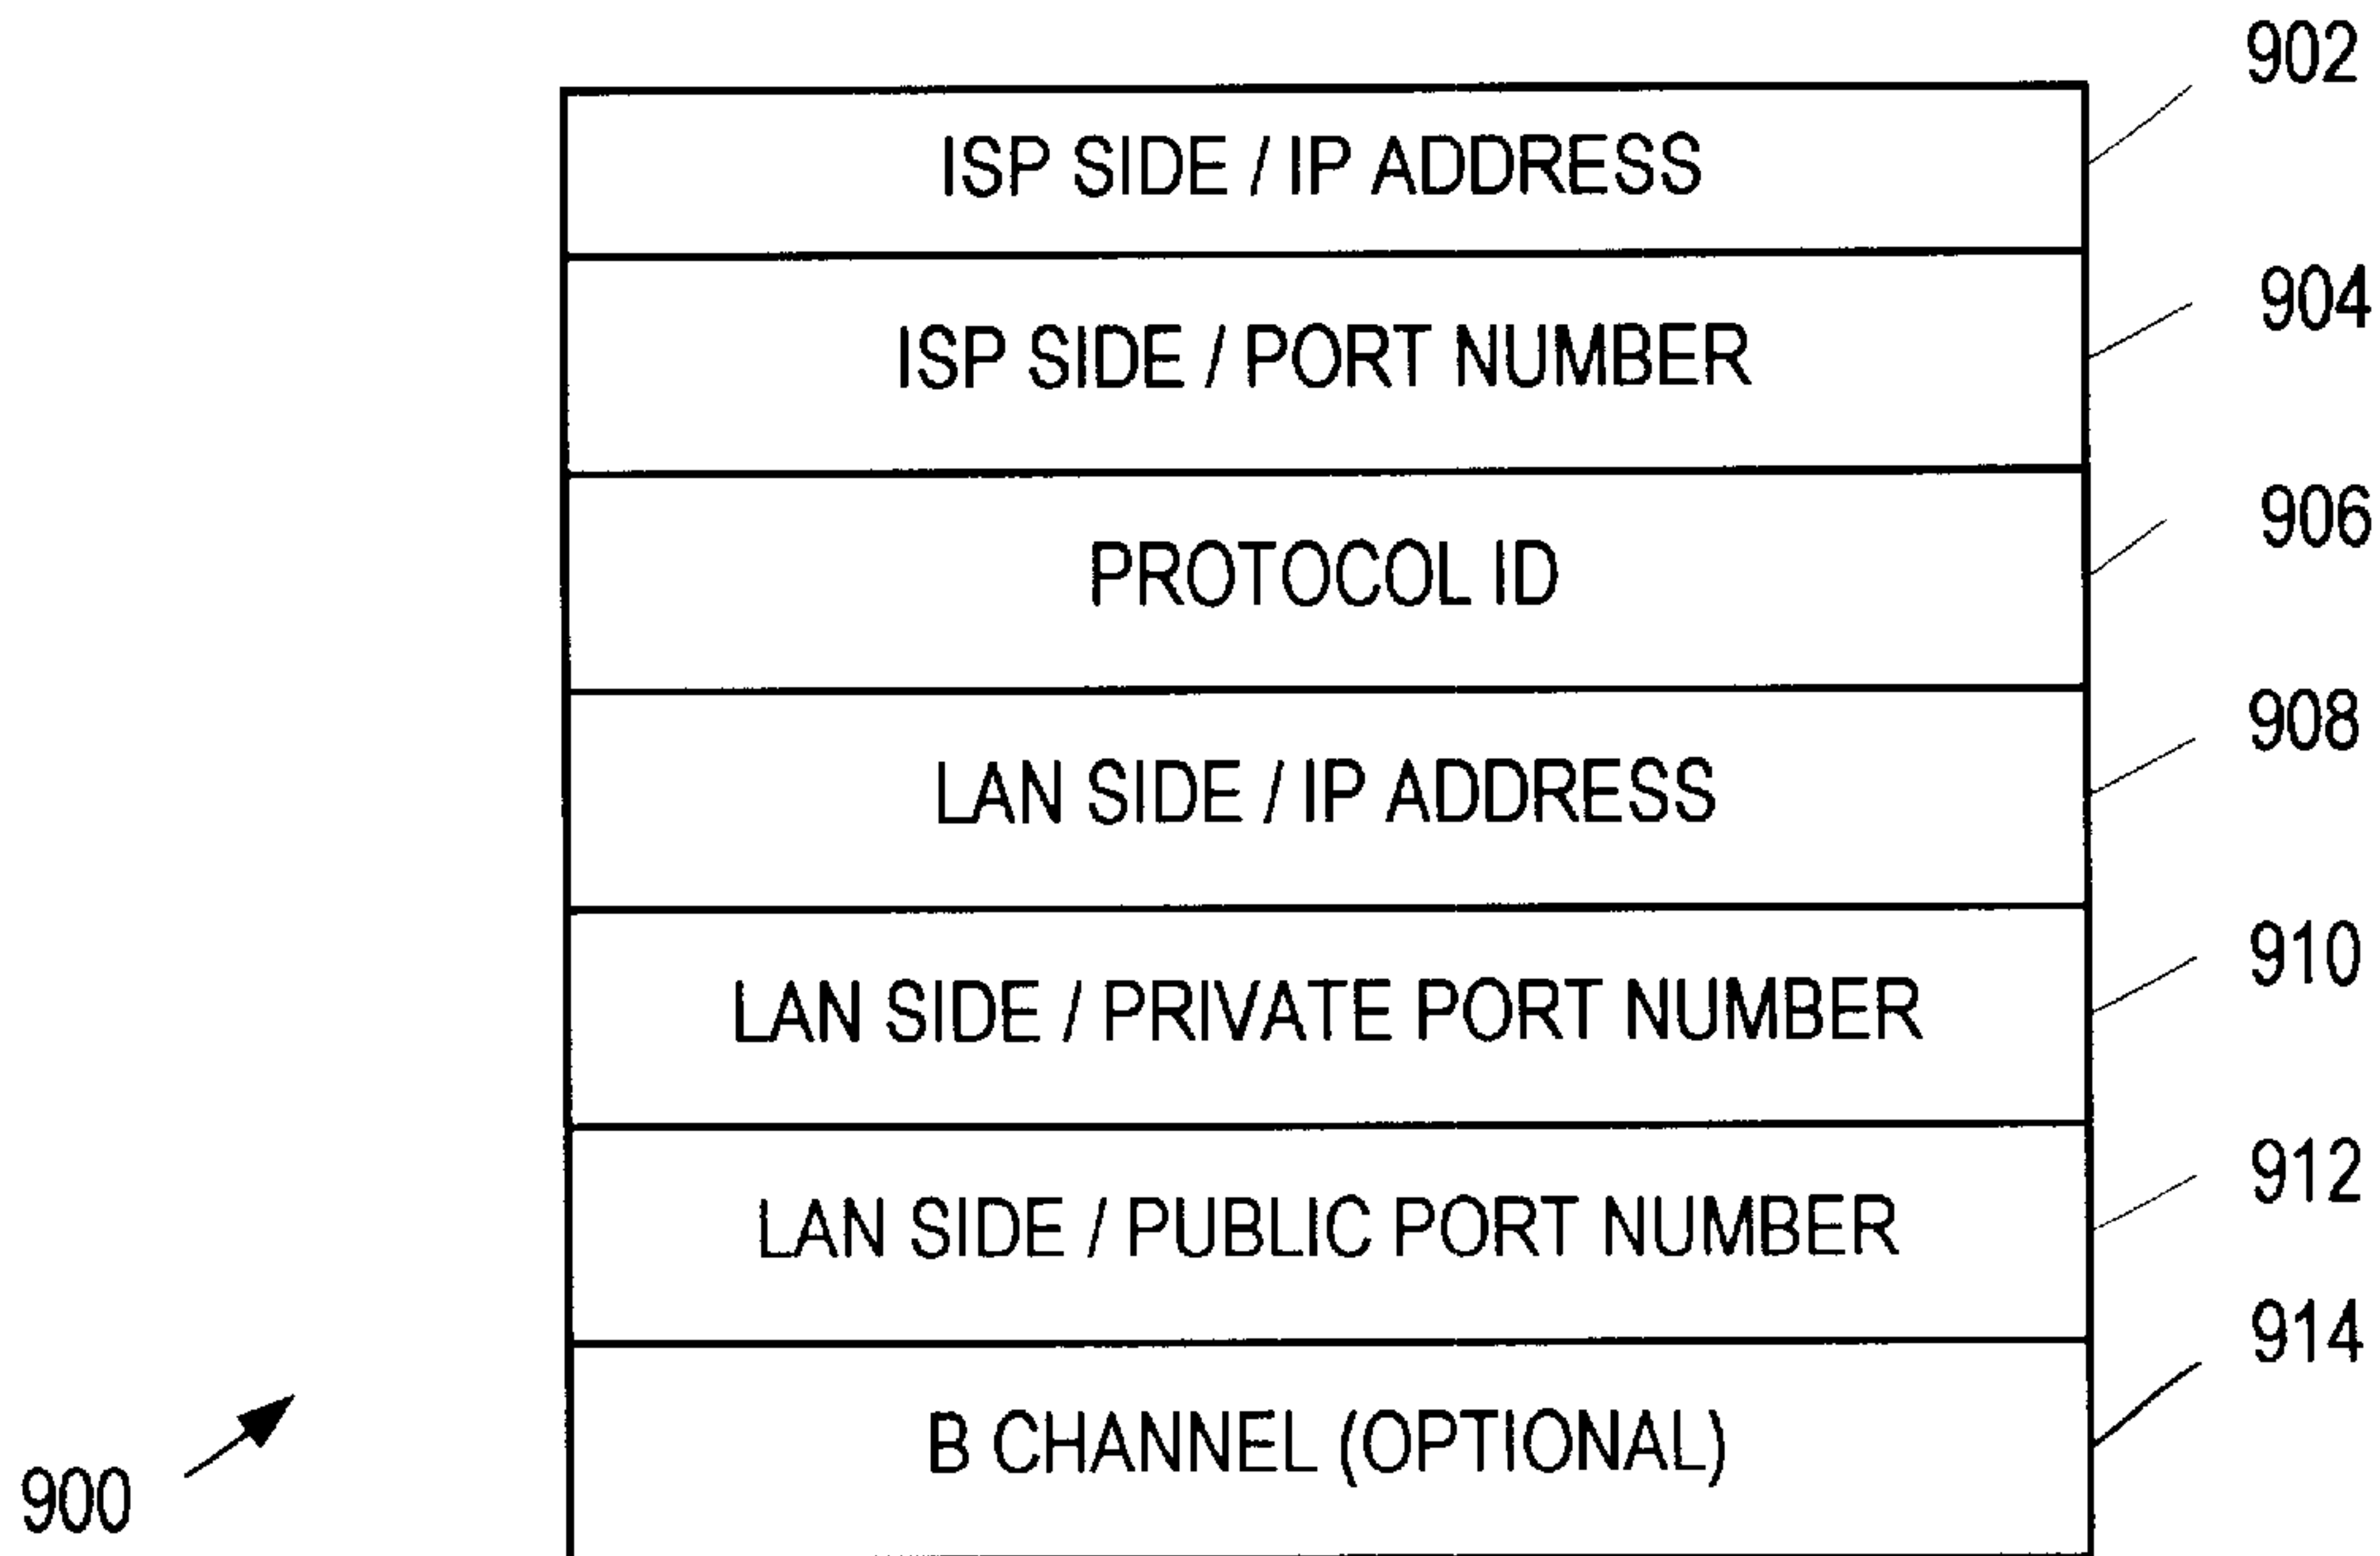 902
ISP SIDE / IP ADDRESS
904
ISP SIDE / PORT NUMBER
906
PROTOCOL ID
908
LAN SIDE / IP ADDRESS
910
LAN SIDE / PRIVATE PORT NUMBER
912
LAN SIDE / PUBLIC PORT NUMBER
914
B CHANNEL (OPTIONAL)
900